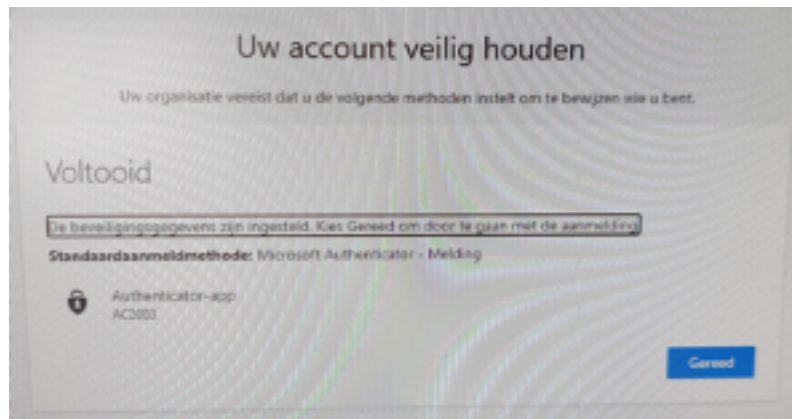 Uw account veilig houden
Uw organisatie vereist dat u de volgende methoden instelt om te bewijzen wie u bent.
Voltooid
De beveiligingsgegevens zijn ingesteld. Kies Gereed om door te gaan met de aanmelding
Standaardaanmeldmethode: Microsoft Authenticator - Melding
Authenticator-app
Gereed